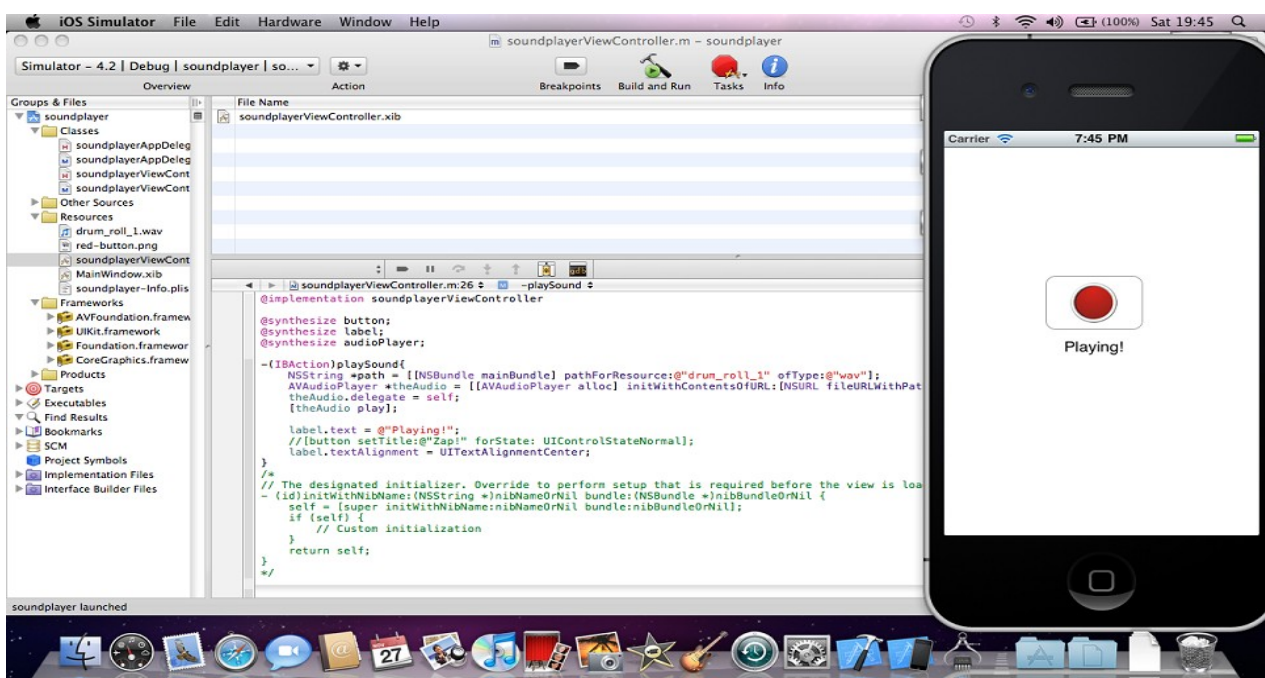 iOS Simulator File Edit Hardware Window Help (100%) Sat 19:45
soundplayerViewController.m – soundplayer
Simulator – 4.2 | Debug | soundplayer | so...
Overview Action Breakpoints Build and Run Tasks Info
Groups & Files
soundplayer
Classes
soundplayerAppDeleg
soundplayerAppDeleg
soundplayerViewCont
soundplayerViewCont
Other Sources
Resources
drum_roll_1.wav
red-button.png
soundplayerViewCont
MainWindow.xib
soundplayer-Info.plis
Frameworks
AVFoundation.framew
UIKit.framework
Foundation.framewor
CoreGraphics.framew
Products
Targets
Executables
Find Results
Bookmarks
SCM
Project Symbols
Implementation Files
Interface Builder Files
File Name
soundplayerViewController.xib
gdb
soundplayerViewController.m:26 -playSound
@implementation soundplayerViewController
@synthesize button;
@synthesize label;
@synthesize audioPlayer;
-(IBAction)playSound{
NSString *path = [[NSBundle mainBundle] pathForResource:@"drum_roll_1" ofType:@"wav"];
AVAudioPlayer *theAudio = [[AVAudioPlayer alloc] initWithContentsOfURL:[NSURL fileURLWithPat
theAudio.delegate = self;
[theAudio play];
label.text = @"Playing!";
//[button setTitle:@"Zap!" forState: UIControlStateNormal];
label.textAlignment = UITextAlignmentCenter;
}
/*
// The designated initializer. Override to perform setup that is required before the view is loa
- (id)initWithNibName:(NSString *)nibNameOrNil bundle:(NSBundle *)nibBundleOrNil {
self = [super initWithNibName:nibNameOrNil bundle:nibBundleOrNil];
if (self) {
// Custom initialization
}
return self;
}
*/
soundplayer launched
Carrier 7:45 PM
Playing!
27